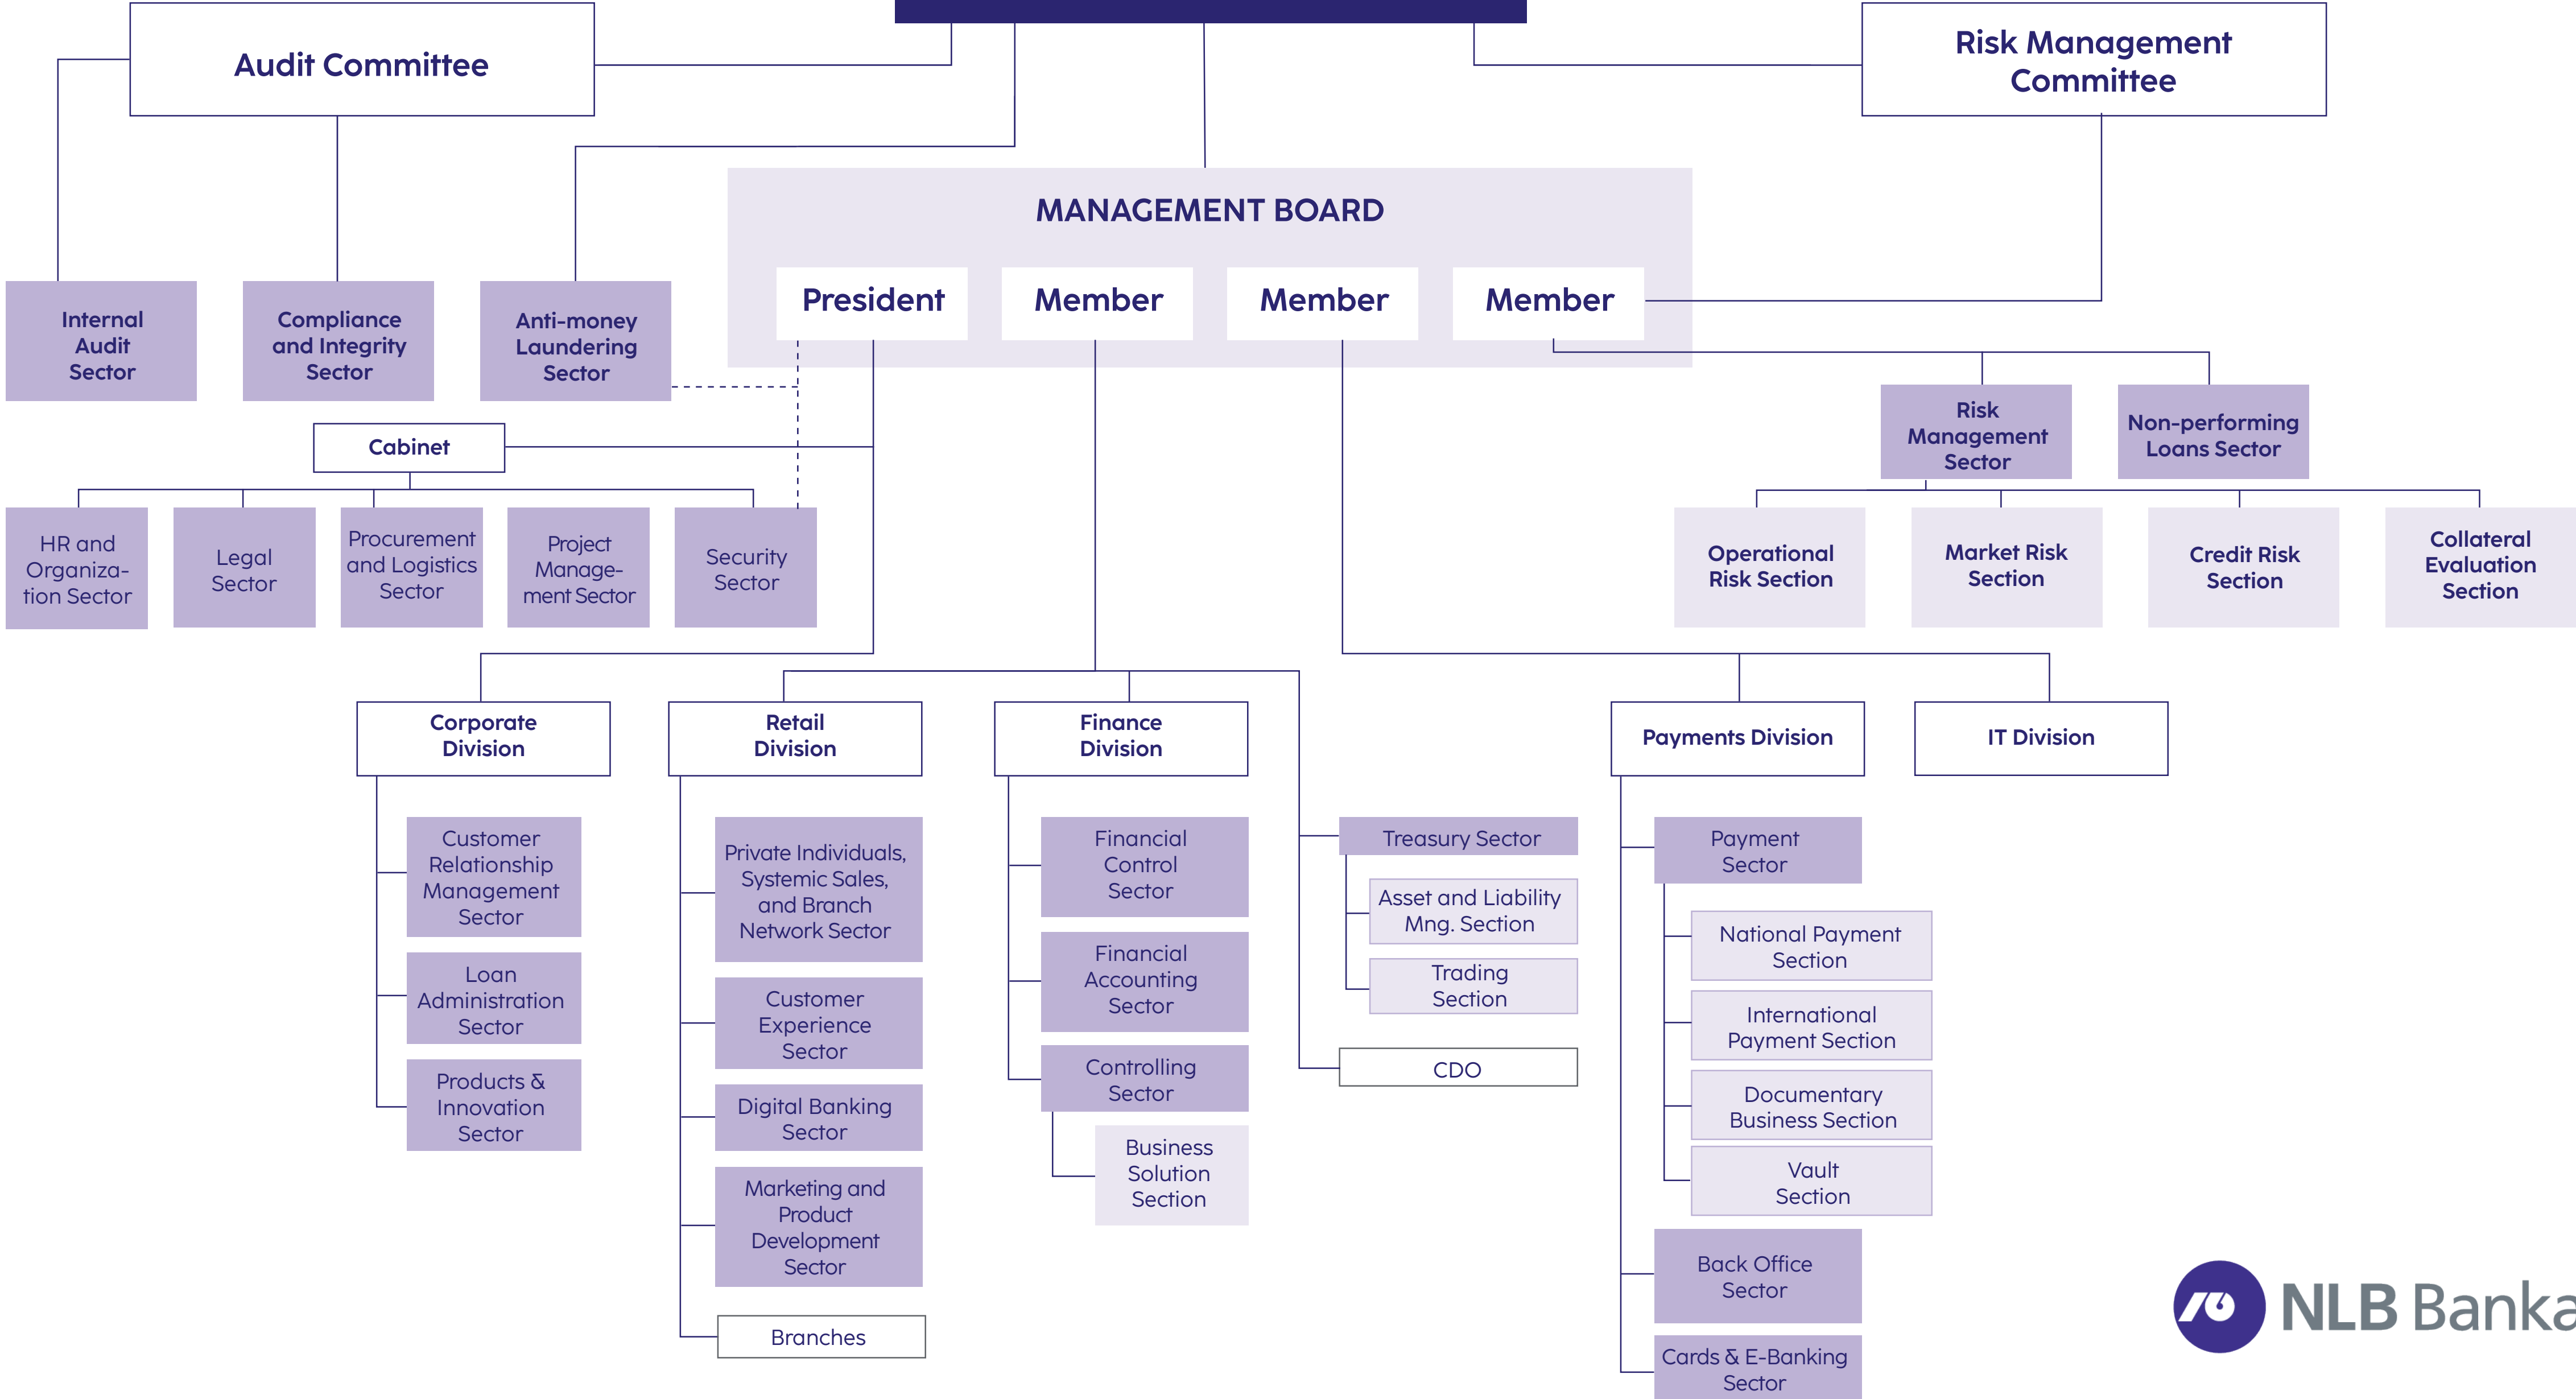 Audit Committee
Risk Management
Committee
MANAGEMENT BOARD
President
Member
Member
Member
Internal
Audit
Sector
Compliance
and Integrity
Sector
Anti-money
Laundering
Sector
Cabinet
Risk
Management
Sector
Non-performing
Loans Sector
HR and
Organiza-
tion Sector
Legal
Sector
Procurement
and Logistics
Sector
Project
Manage-
ment Sector
Security
Sector
Operational
Risk Section
Market Risk
Section
Credit Risk
Section
Collateral
Evaluation
Section
Corporate
Division
Retail
Division
Finance
Division
Payments Division
IT Division
Customer
Relationship
Management
Sector
Loan
Administration
Sector
Products &
Innovation
Sector
Private Individuals,
Systemic Sales,
and Branch
Network Sector
Customer
Experience
Sector
Digital Banking
Sector
Marketing and
Product
Development
Sector
Branches
Financial
Control
Sector
Financial
Accounting
Sector
Controlling
Sector
Business
Solution
Section
Treasury Sector
Asset and Liability
Mng. Section
Trading
Section
CDO
Payment
Sector
National Payment
Section
International
Payment Section
Documentary
Business Section
Vault
Section
Back Office
Sector
Cards & E-Banking
Sector
NLB Banka